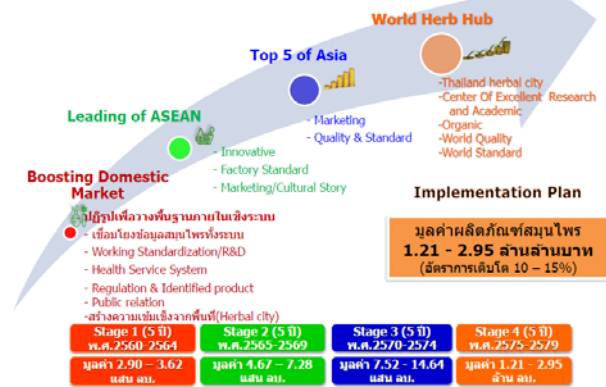 World Herb Hub
-Thailand herbal city
-Center Of Excellent Research
and Academic
-Organic
-World Quality
-World Standard
Top 5 of Asia
- Marketing
- Quality & Standard
Leading of ASEAN
- Innovative
- Factory Standard
- Marketing/Cultural Story
Boosting Domestic
Market
ปฏิรูปเพื่อวางพื้นฐานภายในเชิงระบบ
- เชื่อมโยงข้อมูลสมุนไพรทั้งระบบ
- Working Standardization/R&D
- Health Service System
- Regulation & Identified product
- Public relation
-สร้างความเข้มแข็งจากพื้นที่(Herbal city)
Implementation Plan
มูลค่าผลิตภัณฑ์สมุนไพร
1.21 - 2.95 ล้านล้านบาท
(อัตราการเติบโต 10 – 15%)
Stage 1 (5 ปี)
พ.ศ.2560-2564
Stage 2 (5 ปี)
พ.ศ.2565-2569
Stage 3 (5 ปี)
พ.ศ.2570-2574
Stage 4 (5 ปี)
พ.ศ.2575-2579
มูลค่า 2.90 – 3.62
แสน ลบ.
มูลค่า 4.67 – 7.28
แสน ลบ.
มูลค่า 7.52 - 14.64
แสน ลบ.
มูลค่า 1.21 - 2.95
ล้าน ลบ.